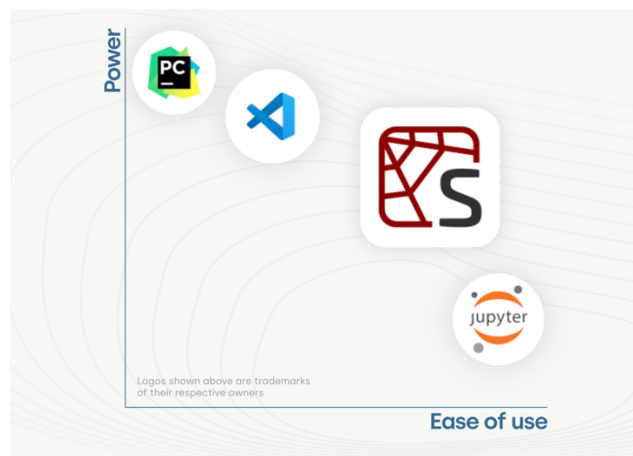 Power
PC
S
jupyter
Logos shown above are trademarks
of their respective owners
Ease of use